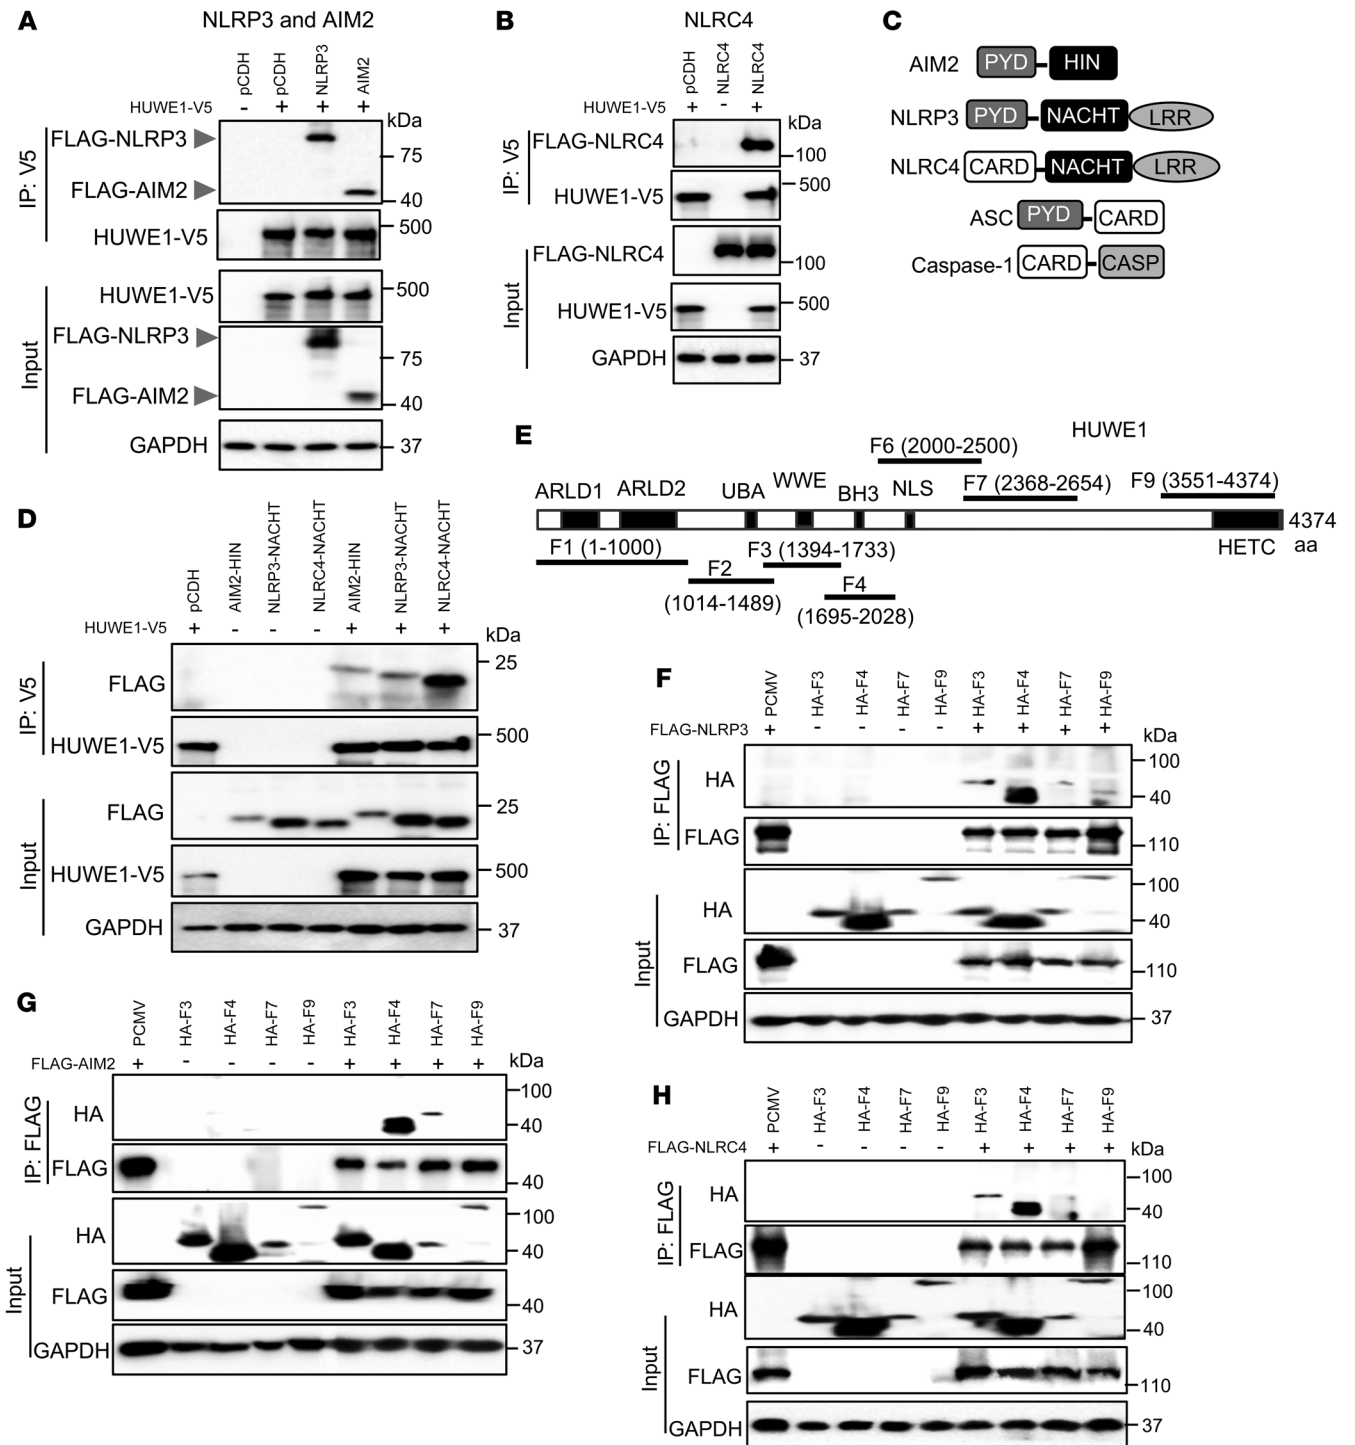 A
NLRP3 and AIM2
pCDH
pCDH
NLRP3
AIM2
HUWE1-V5 - + + +
kDa
IP: V5
FLAG-NLRP3
75
FLAG-AIM2
40
HUWE1-V5
500
Input
HUWE1-V5
500
FLAG-NLRP3
75
FLAG-AIM2
40
GAPDH
37
B
NLRC4
pCDH
NLRC4
NLRC4
HUWE1-V5 + - +
kDa
IP: V5
FLAG-NLRC4
100
HUWE1-V5
500
Input
FLAG-NLRC4
100
HUWE1-V5
500
GAPDH
37
C
AIM2 PYD HIN
NLRP3 PYD NACHT LRR
NLRC4 CARD NACHT LRR
ASC PYD CARD
Caspase-1 CARD CASP
D
pCDH
AIM2-HIN
NLRP3-NACHT
NLRC4-NACHT
AIM2-HIN
NLRP3-NACHT
NLRC4-NACHT
HUWE1-V5 + - - - + + +
kDa
IP: V5
FLAG
25
HUWE1-V5
500
Input
FLAG
25
HUWE1-V5
500
GAPDH
37
E
HUWE1
F6 (2000-2500)
F7 (2368-2654)
F9 (3551-4374)
ARLD1 ARLD2 UBA WWE BH3 NLS
4374
aa
HETC
F1 (1-1000)
F2
(1014-1489)
F3 (1394-1733)
F4
(1695-2028)
F
PCMV
HA-F3
HA-F4
HA-F7
HA-F9
HA-F3
HA-F4
HA-F7
HA-F9
FLAG-NLRP3 + - - - - + + + +
kDa
IP: FLAG
HA
100
40
FLAG
110
Input
HA
100
40
FLAG
110
GAPDH
37
G
PCMV
HA-F3
HA-F4
HA-F7
HA-F9
HA-F3
HA-F4
HA-F7
HA-F9
FLAG-AIM2 + - - - - + + + +
kDa
IP: FLAG
HA
100
40
FLAG
40
Input
HA
100
40
FLAG
40
GAPDH
37
H
PCMV
HA-F3
HA-F4
HA-F7
HA-F9
HA-F3
HA-F4
HA-F7
HA-F9
FLAG-NLRC4 + - - - - + + + +
kDa
IP: FLAG
HA
100
40
FLAG
110
Input
HA
100
40
FLAG
110
GAPDH
37